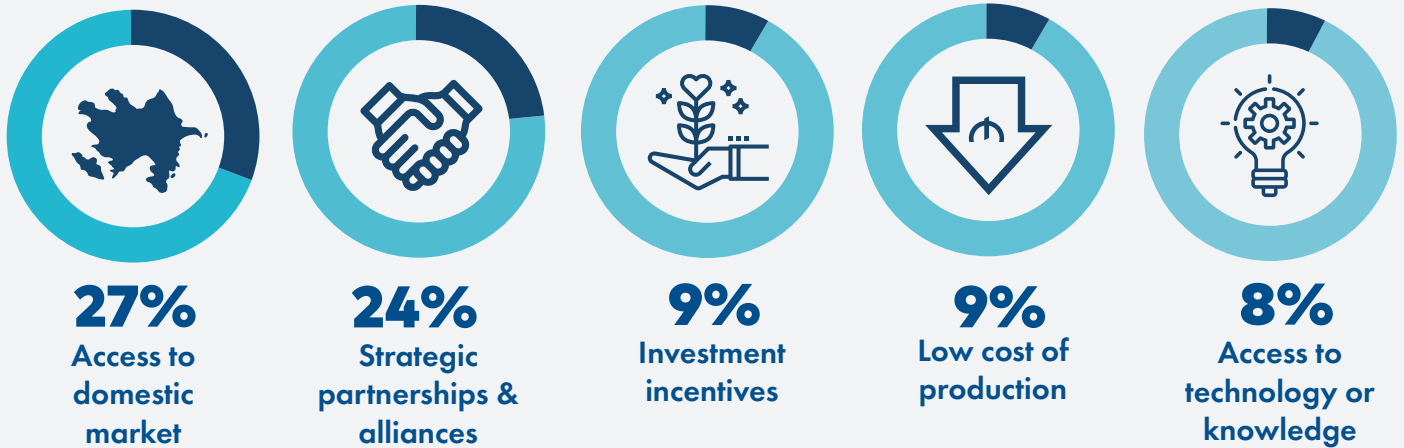 27%
Access to
domestic
market
24%
Strategic
partnerships &
alliances
9%
Investment
incentives
₼
9%
Low cost of
production
8%
Access to
technology or
knowledge